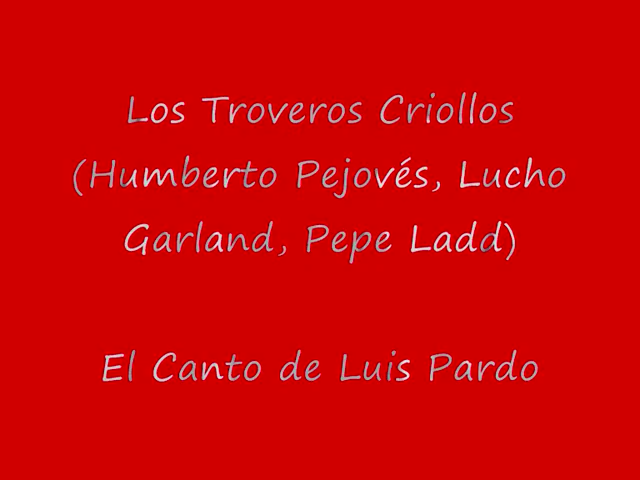 Los Troveros Criollos
(Humberto Pejovés, Lucho
Garland, Pepe Ladd)
El Canto de Luis Pardo